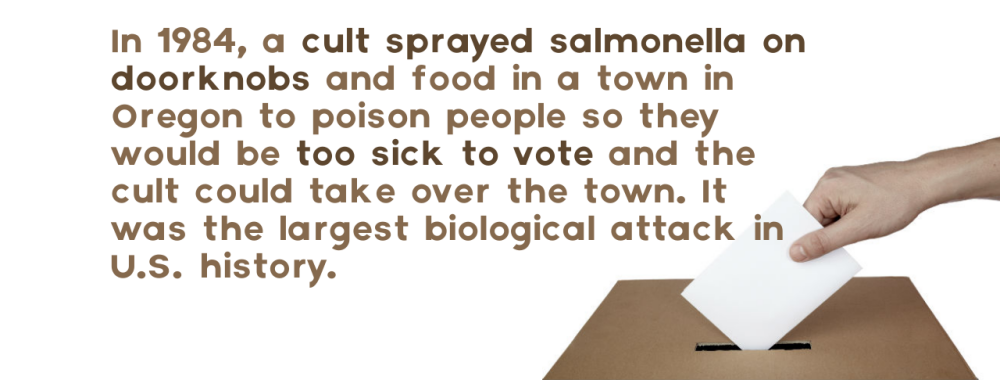 In 1984, a cult sprayed salmonella on
doorknobs and food in a town in
Oregon to poison people so they
would be too sick to vote and the
cult could take over the town. It
was the largest biological attack in
U.S. history.